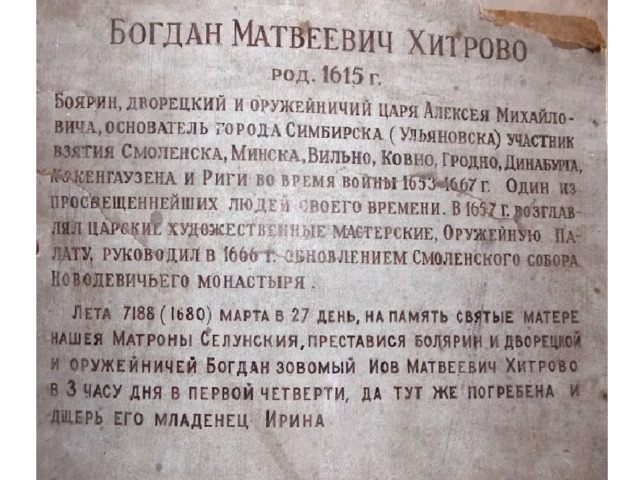 Богдан Матвеевич Хитрово
род. 1615 г.
Боярин, дворецкий и оружейничий царя Алексея Михайло-
вича, основатель города Симбирска (Ульяновска) участник
взятия Смоленска, Минска, Вильно, Ковно, Гродно, Динабурга,
Кокенгаузена и Риги во время войны 1653-1667 г. Один из
просвещеннейших людей своего времени. В 1657 г. возглав-
лял царские художественные мастерские, Оружейную па-
лату, руководил в 1666 г. обновлением Смоленского собора
Новодевичьего монастыря.
Лета 7188 (1680) марта в 27 день, на память святые матере
нашея Матроны Селунския, преставися болярин и дворецкой
и оружейничей Богдан зовомый Иов Матвеевич Хитрово
в 3 часу дня в первой четверти, да тут же погребена и
дщерь его младенец Ирина